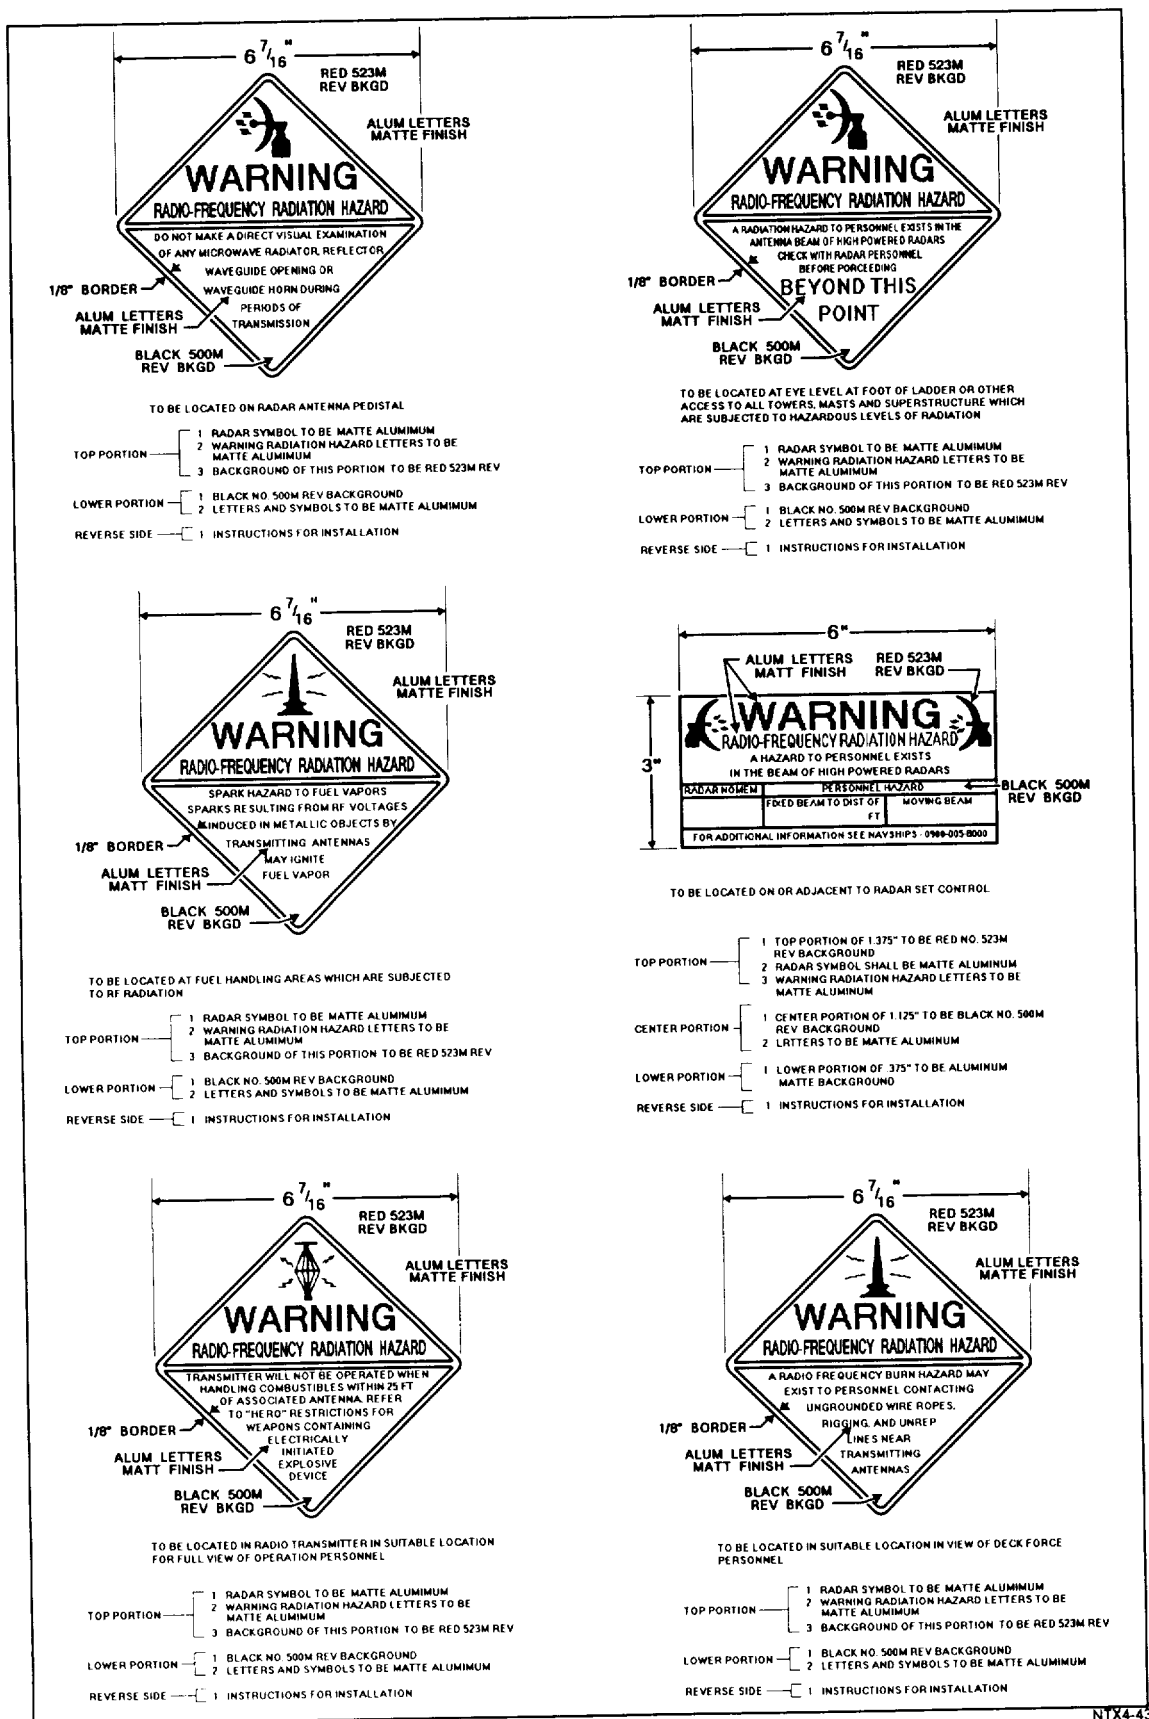 6 7/16"
RED 523M
REV BKGD
ALUM LETTERS
MATTE FINISH
WARNING
RADIO-FREQUENCY RADIATION HAZARD
DO NOT MAKE A DIRECT VISUAL EXAMINATION
OF ANY MICROWAVE RADIATOR, REFLECTOR
WAVEGUIDE OPENING OR
WAVEGUIDE HORN DURING
PERIODS OF
TRANSMISSION
1/8" BORDER
ALUM LETTERS
MATTE FINISH
BLACK 500M
REV BKGD
TO BE LOCATED ON RADAR ANTENNA PEDISTAL
TOP PORTION
1 RADAR SYMBOL TO BE MATTE ALUMIMUM
2 WARNING RADIATION HAZARD LETTERS TO BE
MATTE ALUMIMUM
3 BACKGROUND OF THIS PORTION TO BE RED 523M REV
LOWER PORTION
1 BLACK NO. 500M REV BACKGROUND
2 LETTERS AND SYMBOLS TO BE MATTE ALUMIMUM
REVERSE SIDE
1 INSTRUCTIONS FOR INSTALLATION
6 7/16"
RED 523M
REV BKGD
ALUM LETTERS
MATTE FINISH
WARNING
RADIO-FREQUENCY RADIATION HAZARD
A RADIATION HAZARD TO PERSONNEL EXISTS IN THE
ANTENNA BEAM OF HIGH POWERED RADARS
CHECK WITH RADAR PERSONNEL
BEFORE PORCEEDING
BEYOND THIS
POINT
1/8" BORDER
ALUM LETTERS
MATT FINISH
BLACK 500M
REV BKGD
TO BE LOCATED AT EYE LEVEL AT FOOT OF LADDER OR OTHER
ACCESS TO ALL TOWERS, MASTS AND SUPERSTRUCTURE WHICH
ARE SUBJECTED TO HAZARDOUS LEVELS OF RADIATION
TOP PORTION
1 RADAR SYMBOL TO BE MATTE ALUMIMUM
2 WARNING RADIATION HAZARD LETTERS TO BE
MATTE ALUMIMUM
3 BACKGROUND OF THIS PORTION TO BE RED 523M REV
LOWER PORTION
1 BLACK NO. 500M REV BACKGROUND
2 LETTERS AND SYMBOLS TO BE MATTE ALUMIMUM
REVERSE SIDE
1 INSTRUCTIONS FOR INSTALLATION
6 7/16"
RED 523M
REV BKGD
ALUM LETTERS
MATTE FINISH
WARNING
RADIO-FREQUENCY RADIATION HAZARD
SPARK HAZARD TO FUEL VAPORS
SPARKS RESULTING FROM RF VOLTAGES
INDUCED IN METALLIC OBJECTS BY
TRANSMITTING ANTENNAS
MAY IGNITE
FUEL VAPOR
1/8" BORDER
ALUM LETTERS
MATT FINISH
BLACK 500M
REV BKGD
TO BE LOCATED AT FUEL HANDLING AREAS WHICH ARE SUBJECTED
TO RF RADIATION
TOP PORTION
1 RADAR SYMBOL TO BE MATTE ALUMIMUM
2 WARNING RADIATION HAZARD LETTERS TO BE
MATTE ALUMIMUM
3 BACKGROUND OF THIS PORTION TO BE RED 523M REV
LOWER PORTION
1 BLACK NO. 500M REV BACKGROUND
2 LETTERS AND SYMBOLS TO BE MATTE ALUMIMUM
REVERSE SIDE
1 INSTRUCTIONS FOR INSTALLATION
6"
ALUM LETTERS
MATT FINISH
RED 523M
REV BKGD
3"
WARNING
RADIO-FREQUENCY RADIATION HAZARD
A HAZARD TO PERSONNEL EXISTS
IN THE BEAM OF HIGH POWERED RADARS
RADAR NOMEM PERSONNEL HAZARD
FIXED BEAM TO DIST OF MOVING BEAM
FT
FOR ADDITIONAL INFORMATION SEE NAVSHIPS - 0900-005-8000
BLACK 500M
REV BKGD
TO BE LOCATED ON OR ADJACENT TO RADAR SET CONTROL
TOP PORTION
1 TOP PORTION OF 1.375" TO BE RED NO. 523M
REV BACKGROUND
2 RADAR SYMBOL SHALL BE MATTE ALUMINUM
3 WARNING RADIATION HAZARD LETTERS TO BE
MATTE ALUMINUM
CENTER PORTION
1 CENTER PORTION OF 1.125" TO BE BLACK NO. 500M
REV BACKGROUND
2 LRTTERS TO BE MATTE ALUMINUM
LOWER PORTION
1 LOWER PORTION OF .375" TO BE ALUMINUM
MATTE BACKGROUND
REVERSE SIDE
1 INSTRUCTIONS FOR INSTALLATION
6 7/16"
RED 523M
REV BKGD
ALUM LETTERS
MATTE FINISH
WARNING
RADIO-FREQUENCY RADIATION HAZARD
TRANSMITTER WILL NOT BE OPERATED WHEN
HANDLING COMBUSTIBLES WITHIN 25 FT
OF ASSOCIATED ANTENNA. REFER
TO "HERO" RESTRICTIONS FOR
WEAPONS CONTAINING
ELECTRICALLY
INITIATED
EXPLOSIVE
DEVICE
1/8" BORDER
ALUM LETTERS
MATT FINISH
BLACK 500M
REV BKGD
TO BE LOCATED IN RADIO TRANSMITTER IN SUITABLE LOCATION
FOR FULL VIEW OF OPERATION PERSONNEL
TOP PORTION
1 RADAR SYMBOL TO BE MATTE ALUMIMUM
2 WARNING RADIATION HAZARD LETTERS TO BE
MATTE ALUMIMUM
3 BACKGROUND OF THIS PORTION TO BE RED 523M REV
LOWER PORTION
1 BLACK NO. 500M REV BACKGROUND
2 LETTERS AND SYMBOLS TO BE MATTE ALUMIMUM
REVERSE SIDE
1 INSTRUCTIONS FOR INSTALLATION
6 7/16"
RED 523M
REV BKGD
ALUM LETTERS
MATTE FINISH
WARNING
RADIO-FREQUENCY RADIATION HAZARD
A RADIO FREQUENCY BURN HAZARD MAY
EXIST TO PERSONNEL CONTACTING
UNGROUNDED WIRE ROPES,
RIGGING, AND UNREP
LINES NEAR
TRANSMITTING
ANTENNAS
1/8" BORDER
ALUM LETTERS
MATT FINISH
BLACK 500M
REV BKGD
TO BE LOCATED IN SUITABLE LOCATION IN VIEW OF DECK FORCE
PERSONNEL
TOP PORTION
1 RADAR SYMBOL TO BE MATTE ALUMIMUM
2 WARNING RADIATION HAZARD LETTERS TO BE
MATTE ALUMIMUM
3 BACKGROUND OF THIS PORTION TO BE RED 523M REV
LOWER PORTION
1 BLACK NO. 500M REV BACKGROUND
2 LETTERS AND SYMBOLS TO BE MATTE ALUMIMUM
REVERSE SIDE
1 INSTRUCTIONS FOR INSTALLATION
NTX4-43